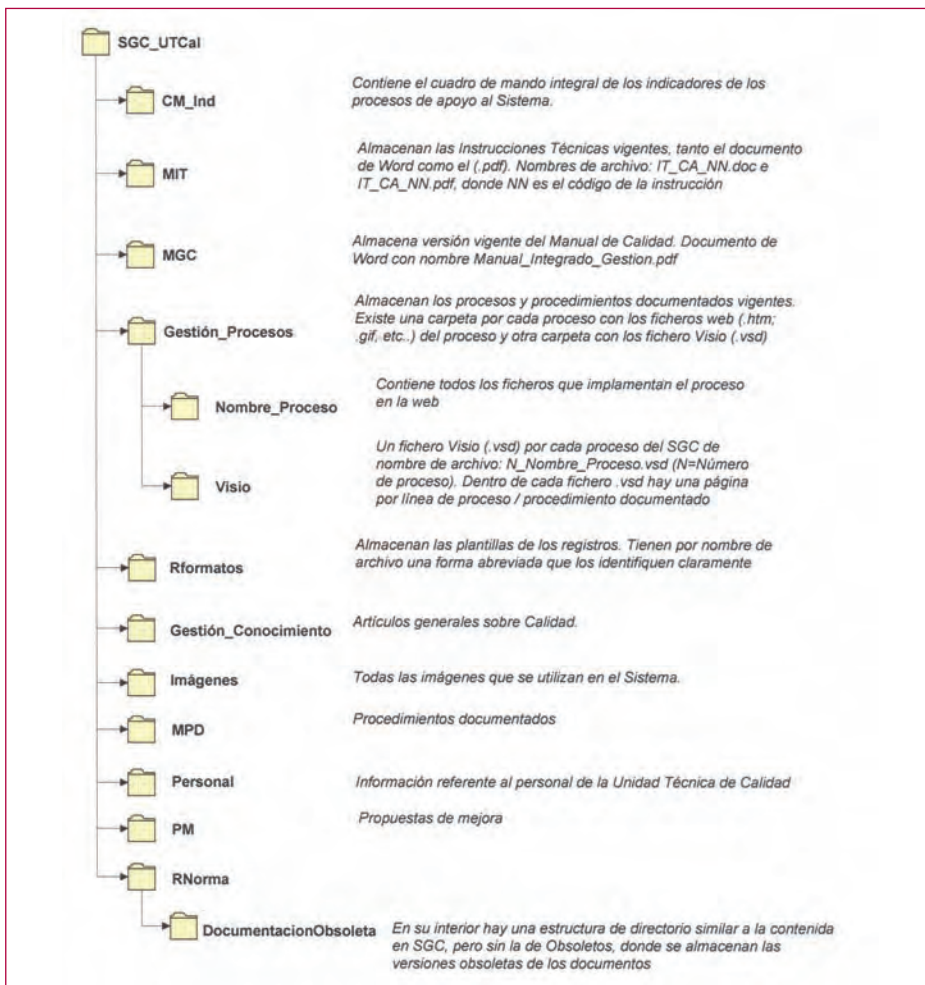 SGC_UTCal
CM_Ind
Contiene el cuadro de mando integral de los indicadores de los
procesos de apoyo al Sistema.
MIT
Almacenan las Instrucciones Técnicas vigentes, tanto el documento
de Word como el (.pdf). Nombres de archivo: IT_CA_NN.doc e
IT_CA_NN.pdf, donde NN es el código de la instrucción
MGC
Almacena versión vigente del Manual de Calidad. Documento de
Word con nombre Manual_Integrado_Gestion.pdf
Gestión_Procesos
Almacenan los procesos y procedimientos documentados vigentes.
Existe una carpeta por cada proceso con los ficheros web (.htm;
.gif, etc..) del proceso y otra carpeta con los fichero Visio (.vsd)
Nombre_Proceso
Contiene todos los ficheros que implamentan el proceso
en la web
Visio
Un fichero Visio (.vsd) por cada proceso del SGC de
nombre de archivo: N_Nombre_Proceso.vsd (N=Número
de proceso). Dentro de cada fichero .vsd hay una página
por línea de proceso / procedimiento documentado
Rformatos
Almacenan las plantillas de los registros. Tienen por nombre de
archivo una forma abreviada que los identifiquen claramente
Gestión_Conocimiento
Artículos generales sobre Calidad.
Imágenes
Todas las imágenes que se utilizan en el Sistema.
MPD
Procedimientos documentados
Personal
Información referente al personal de la Unidad Técnica de Calidad
PM
Propuestas de mejora
RNorma
DocumentacionObsoleta
En su interior hay una estructura de directorio similar a la contenida
en SGC, pero sin la de Obsoletos, donde se almacenan las
versiones obsoletas de los documentos